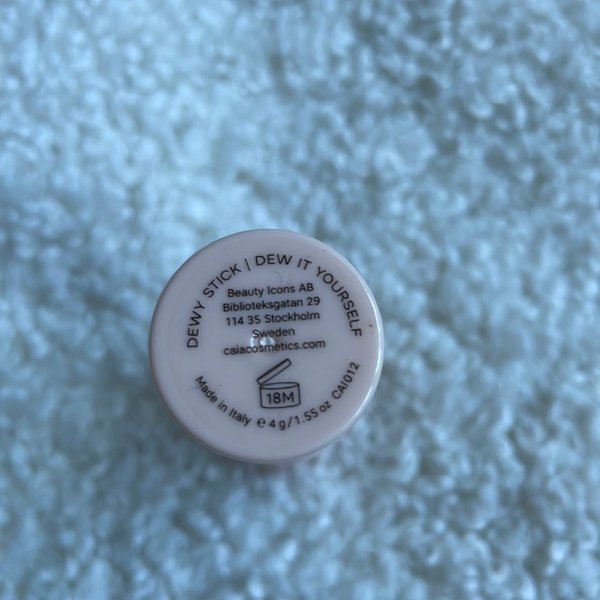 DEWY STICK | DEW IT YOURSELF
Beauty Icons AB
Biblioteksgatan 29
114 35 Stockholm
Sweden
caiacosmetics.com
18M
Made in Italy e 4 g/1.55 oz CAI012